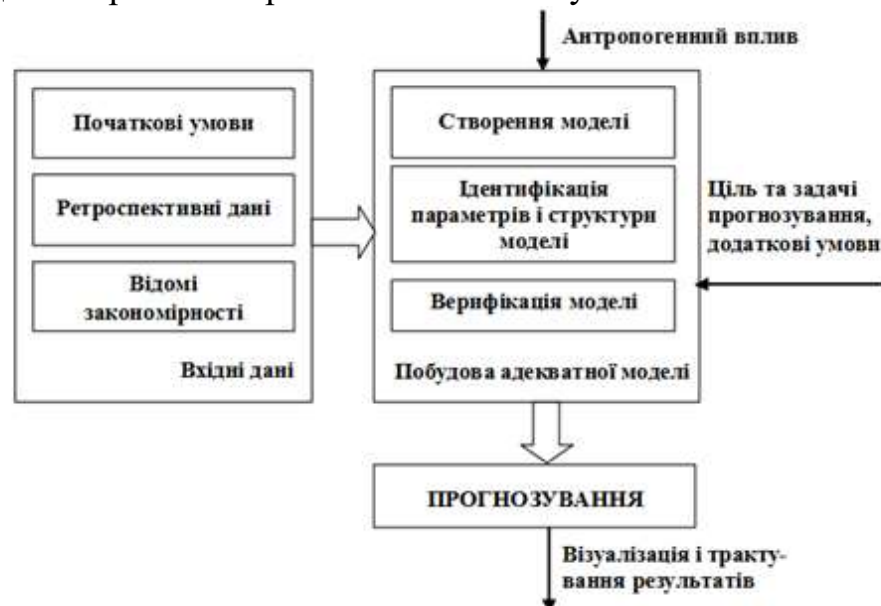 Антропогенний вплив
Початкові умови
Ретроспективні дані
Відомі
закономірності
Вхідні дані
Створення моделі
Ідентифікація
параметрів і структури
моделі
Верифікація моделі
Побудова адекватної моделі
Ціль та задачі
прогнозування,
додаткові умови
ПРОГНОЗУВАННЯ
Візуалізація і тракту-
вання результатів